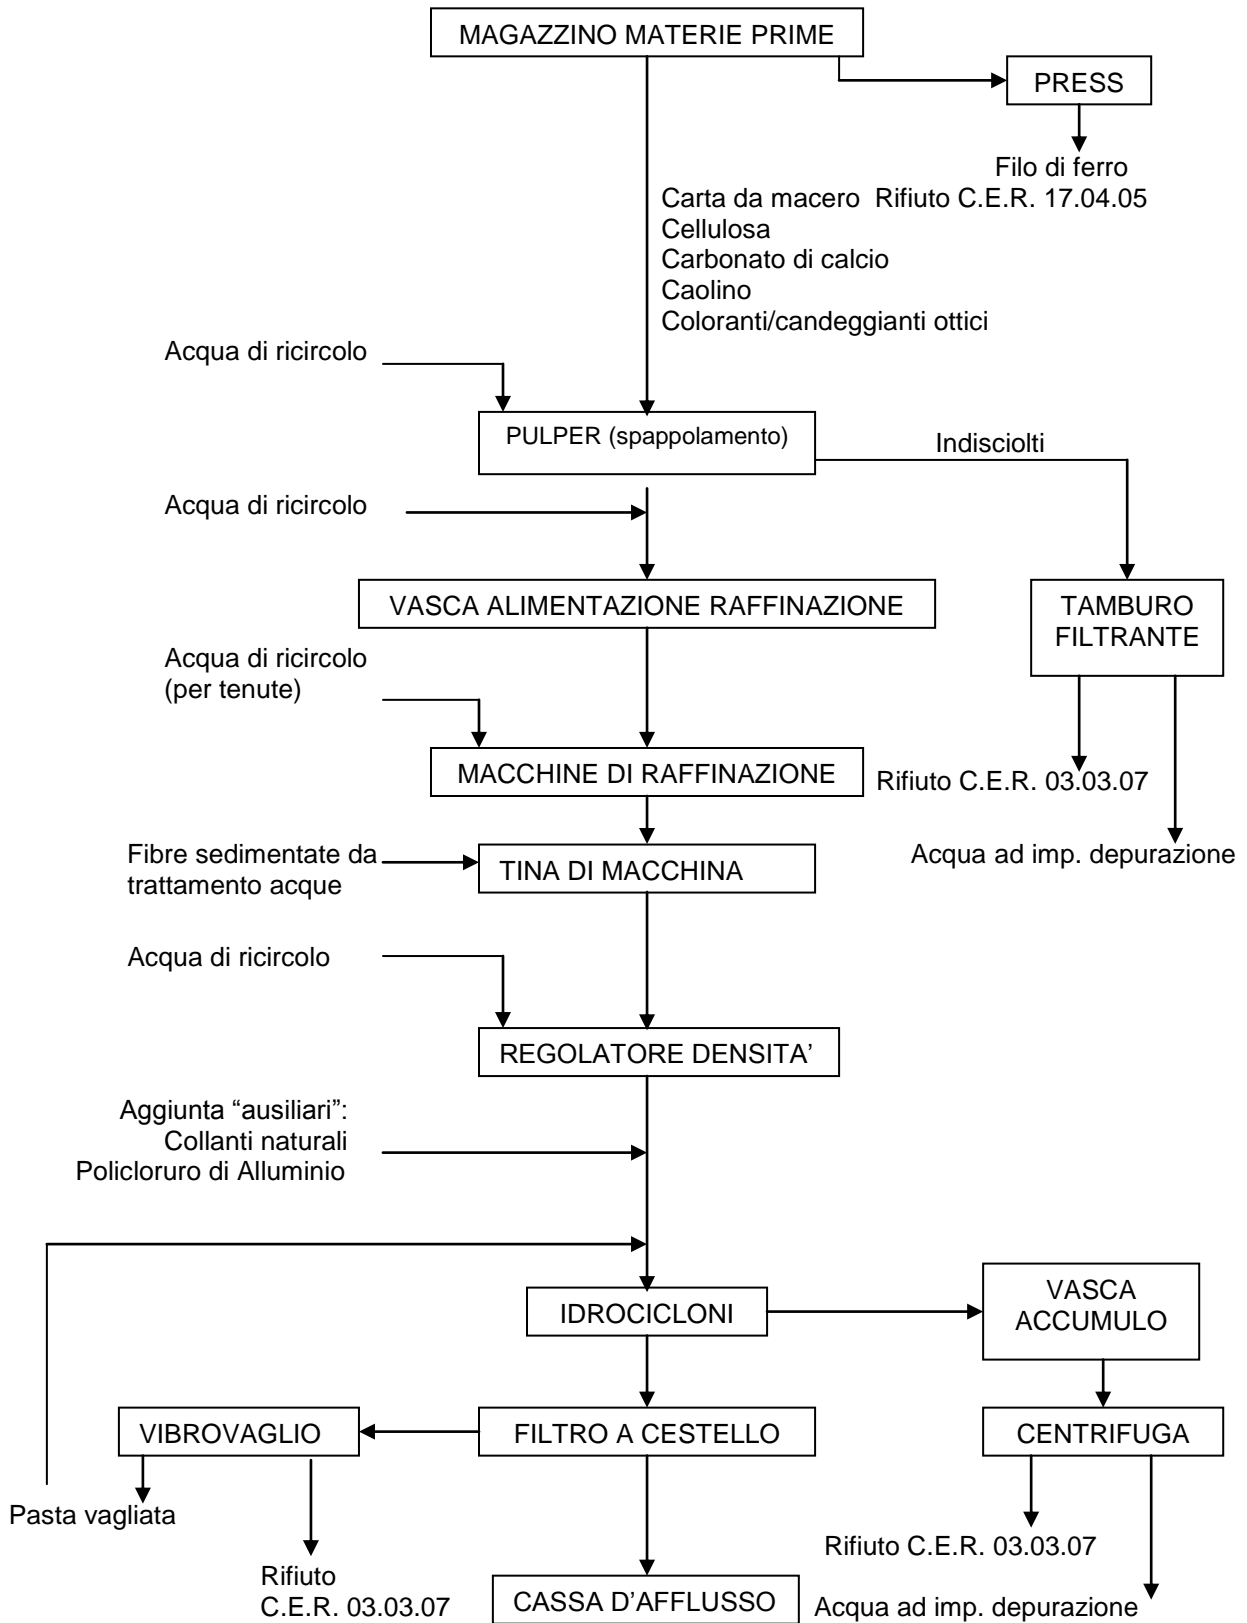 MAGAZZINO MATERIE PRIME
PRESS
Filo di ferro
Carta da macero Rifiuto C.E.R. 17.04.05
Cellulosa
Carbonato di calcio
Caolino
Coloranti/candeggianti ottici
Acqua di ricircolo
PULPER (spappolamento)
Indisciolti
Acqua di ricircolo
VASCA ALIMENTAZIONE RAFFINAZIONE
TAMBURO
FILTRANTE
Acqua di ricircolo
(per tenute)
MACCHINE DI RAFFINAZIONE
Rifiuto C.E.R. 03.03.07
Acqua ad imp. depurazione
Fibre sedimentate da
trattamento acque
TINA DI MACCHINA
Acqua di ricircolo
REGOLATORE DENSITA’
Aggiunta “ausiliari”:
Collanti naturali
Policloruro di Alluminio
IDROCICLONI
VASCA
ACCUMULO
VIBROVAGLIO
FILTRO A CESTELLO
CENTRIFUGA
Pasta vagliata
Rifiuto C.E.R. 03.03.07
Rifiuto
C.E.R. 03.03.07
CASSA D’AFFLUSSO
Acqua ad imp. depurazione